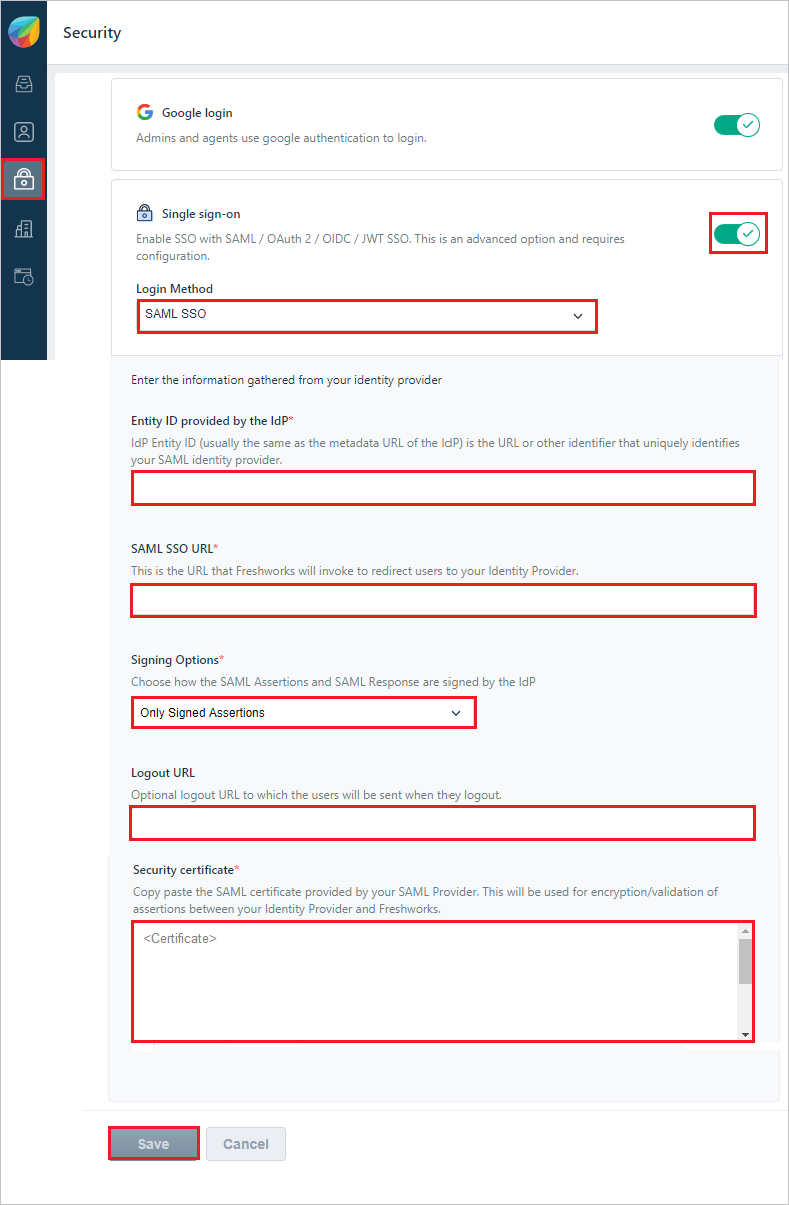 Security
Google login
Admins and agents use google authentication to login.
Single sign-on
Enable SSO with SAML / OAuth 2 / OIDC / JWT SSO. This is an advanced option and requires
configuration.
Login Method
SAML SSO
Enter the information gathered from your identity provider
Entity ID provided by the IdP*
IdP Entity ID (usually the same as the metadata URL of the IdP) is the URL or other identifier that uniquely identifies
your SAML identity provider.
SAML SSO URL*
This is the URL that Freshworks will invoke to redirect users to your Identity Provider.
Signing Options*
Choose how the SAML Assertions and SAML Response are signed by the IdP
Only Signed Assertions
Logout URL
Optional logout URL to which the users will be sent when they logout.
Security certificate*
Copy paste the SAML certificate provided by your SAML Provider. This will be used for encryption/validation of
assertions between your Identity Provider and Freshworks.
<Certificate>
Save
Cancel